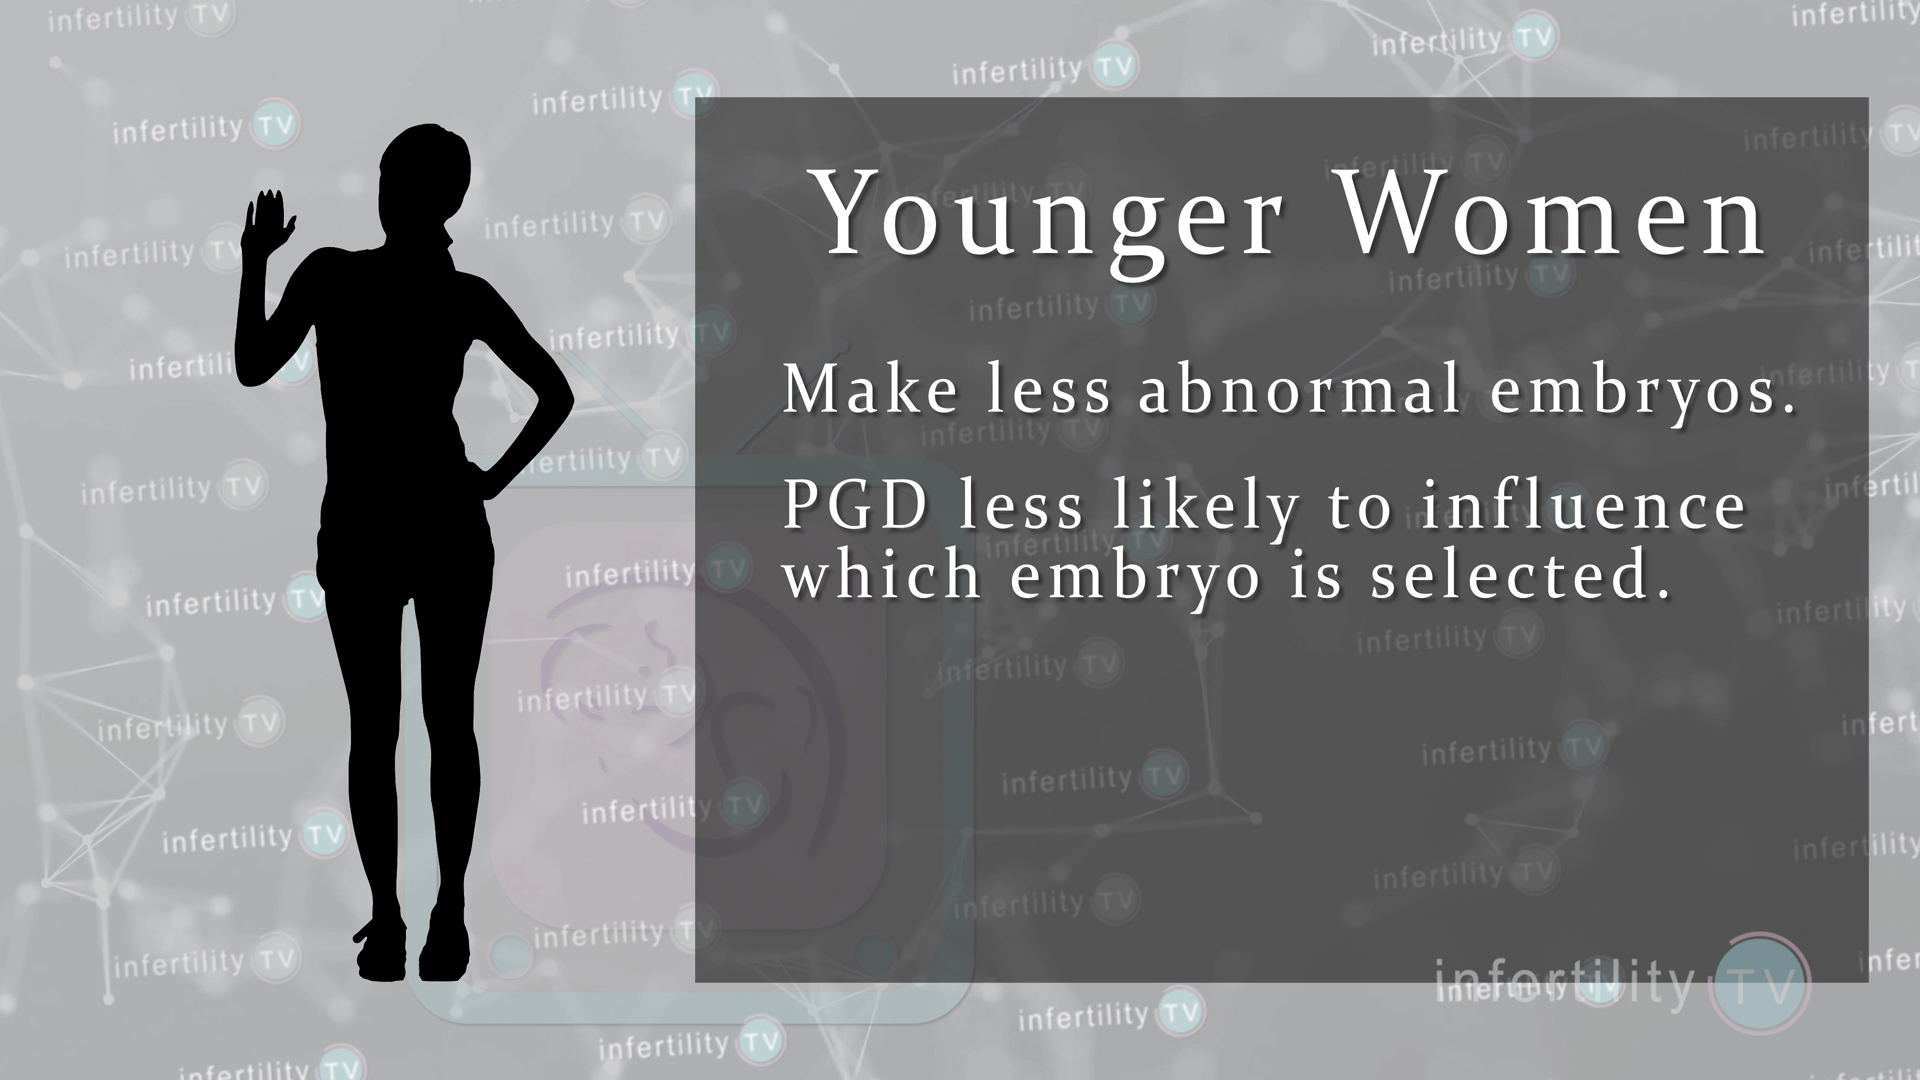 Younger Women
Make less abnormal embryos.
PGD less likely to influence
which embryo is selected.
infertility TV